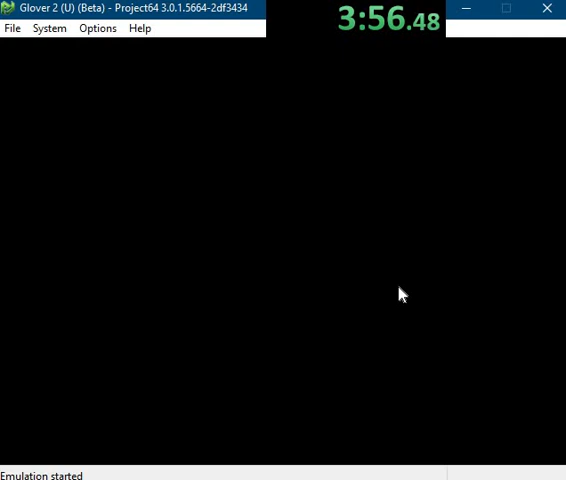 Glover 2 (U) (Beta) - Project64 3.0.1.5664-2df3434
3:56.48
File System Options Help
Emulation started